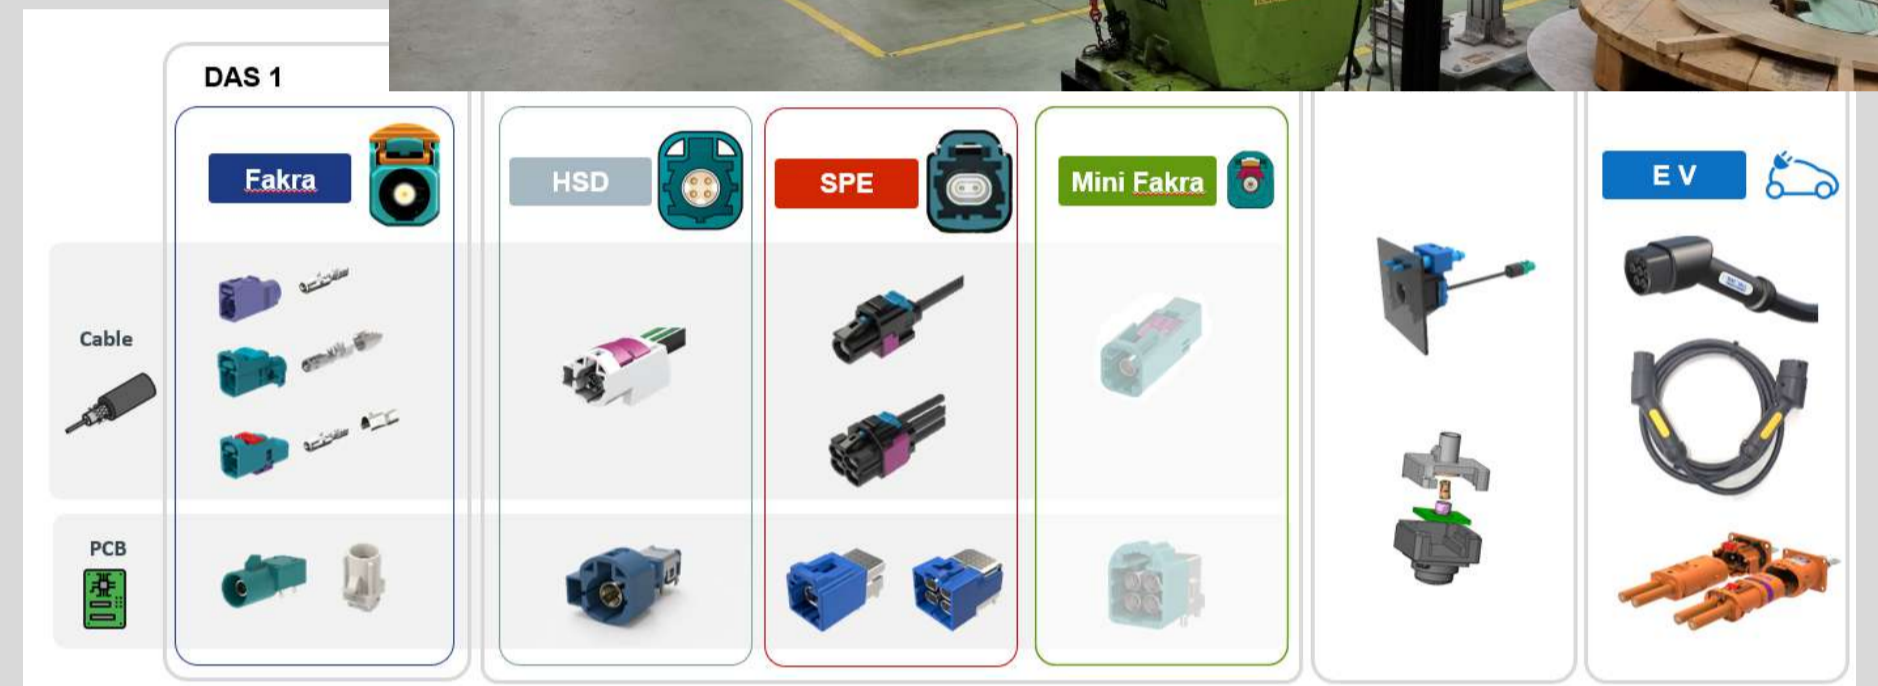 DAS 1
Fakra
HSD
SPE
Mini Fakra
E V
Cable
PCB